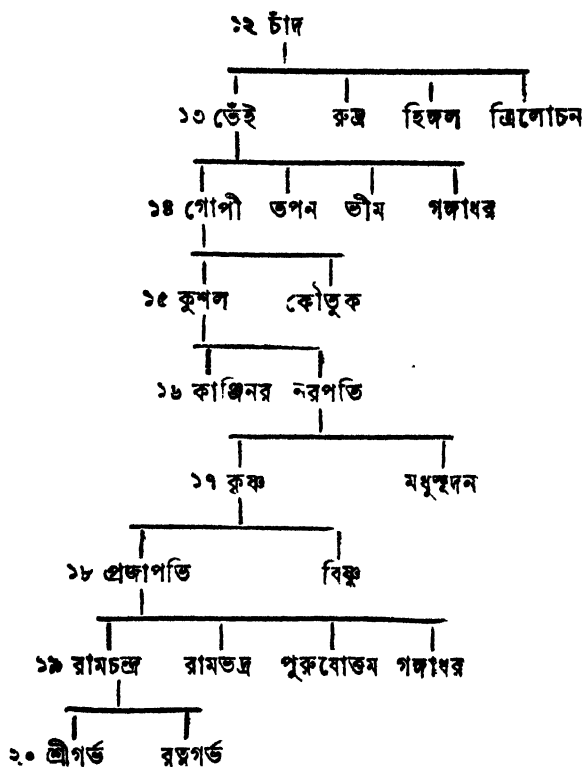 ১২ চাঁদ
১৩ ভেঁই রুদ্র হিঙ্গল ত্রিলোচন
১৪ গোপী তপন ভীম গঙ্গাধর
১৫ কুশল কৌতুক
১৬ কাঞ্জিনর নরপতি
১৭ কৃষ্ণ মধুসূদন
১৮ প্রজাপতি বিষ্ণু
১৯ রামচন্দ্র রামভদ্র পুরুষোত্তম গঙ্গাধর
২০ শ্রীগর্ভ রত্নগর্ভ